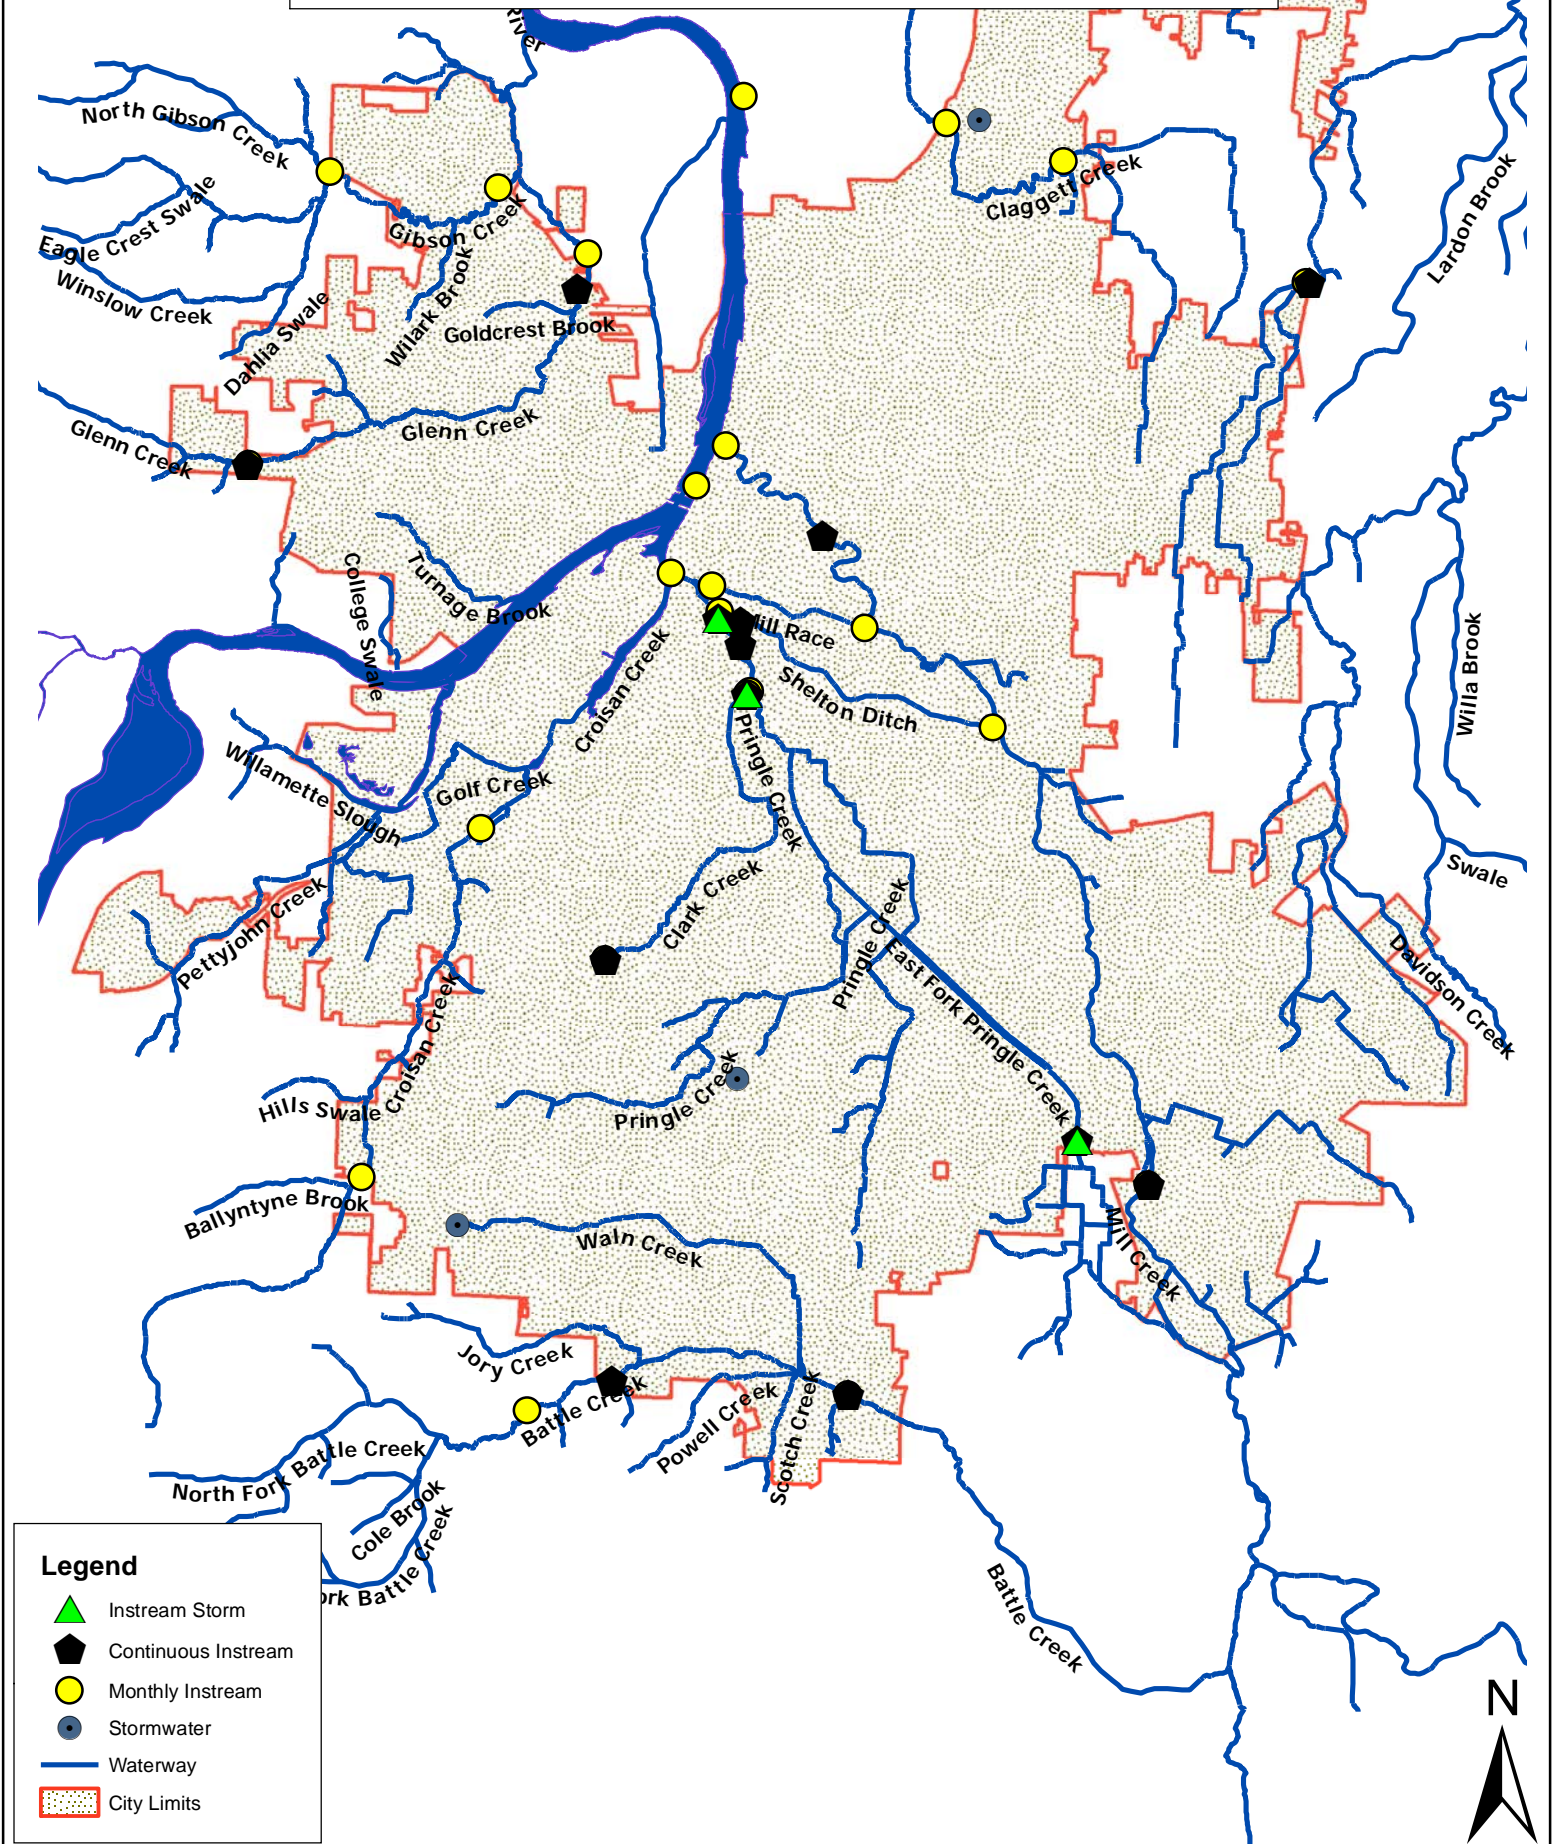 River
North Gibson Creek
Claggett Creek
Lardon Brook
Eagle Crest Swale
Gibson Creek
Winslow Creek
Wilark Brook
Dahlia Swale
Goldcrest Brook
Glenn Creek
Glenn Creek
College Swale
Turnage Brook
Mill Race
Willa Brook
Croisan Creek
Shelton Ditch
Pringle Creek
Willamette Slough
Golf Creek
Swale
Clark Creek
Pettyjohn Creek
Pringle Creek
East Fork Pringle Creek
Davidson Creek
Croisan Creek
Hills Swale
Pringle Creek
Ballyntyne Brook
Waln Creek
Mill Creek
Jory Creek
Battle Creek
Powell Creek
Scotch Creek
North Fork Battle Creek
Cole Brook
ork Battle Creek
Battle Creek
Legend
Instream Storm
Continuous Instream
Monthly Instream
Stormwater
Waterway
City Limits
N